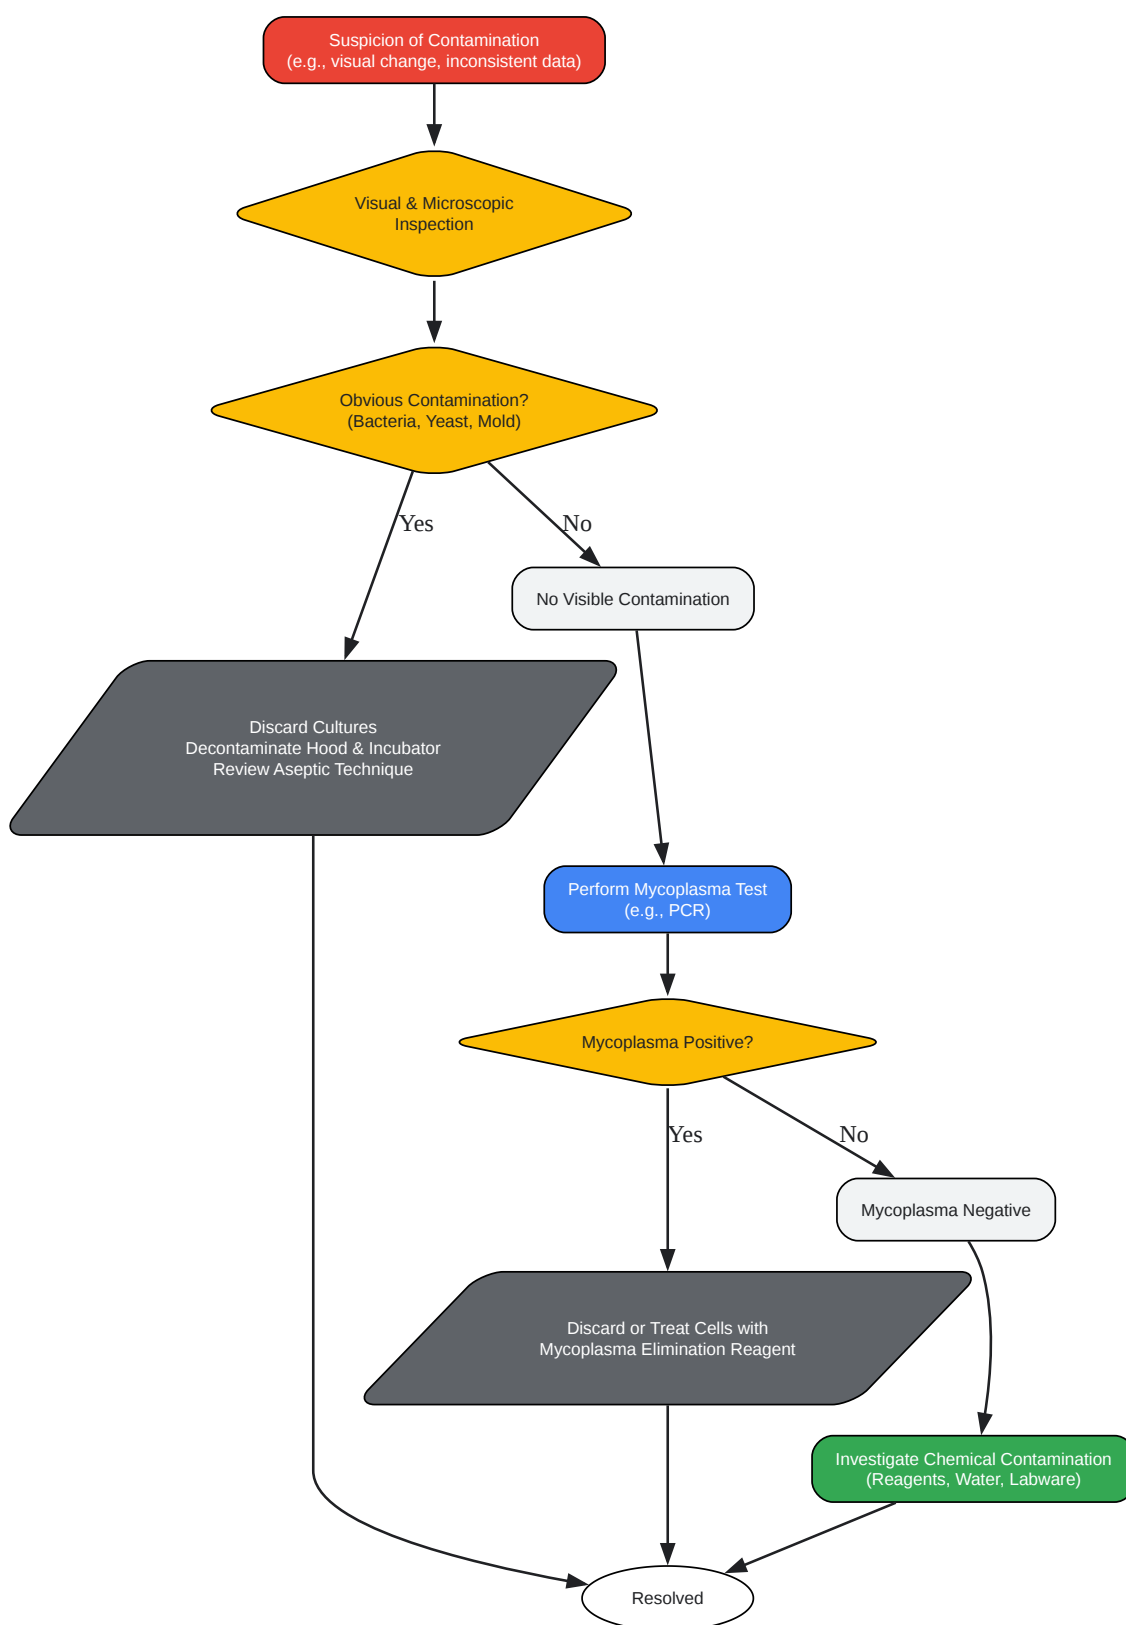 Suspicion of Contamination
(e.g., visual change, inconsistent data)
Visual & Microscopic
Inspection
Obvious Contamination?
(Bacteria, Yeast, Mold)
Yes
No
No Visible Contamination
Discard Cultures
Decontaminate Hood & Incubator
Review Aseptic Technique
Perform Mycoplasma Test
(e.g., PCR)
Mycoplasma Positive?
Yes
No
Mycoplasma Negative
Discard or Treat Cells with
Mycoplasma Elimination Reagent
Investigate Chemical Contamination
(Reagents, Water, Labware)
Resolved